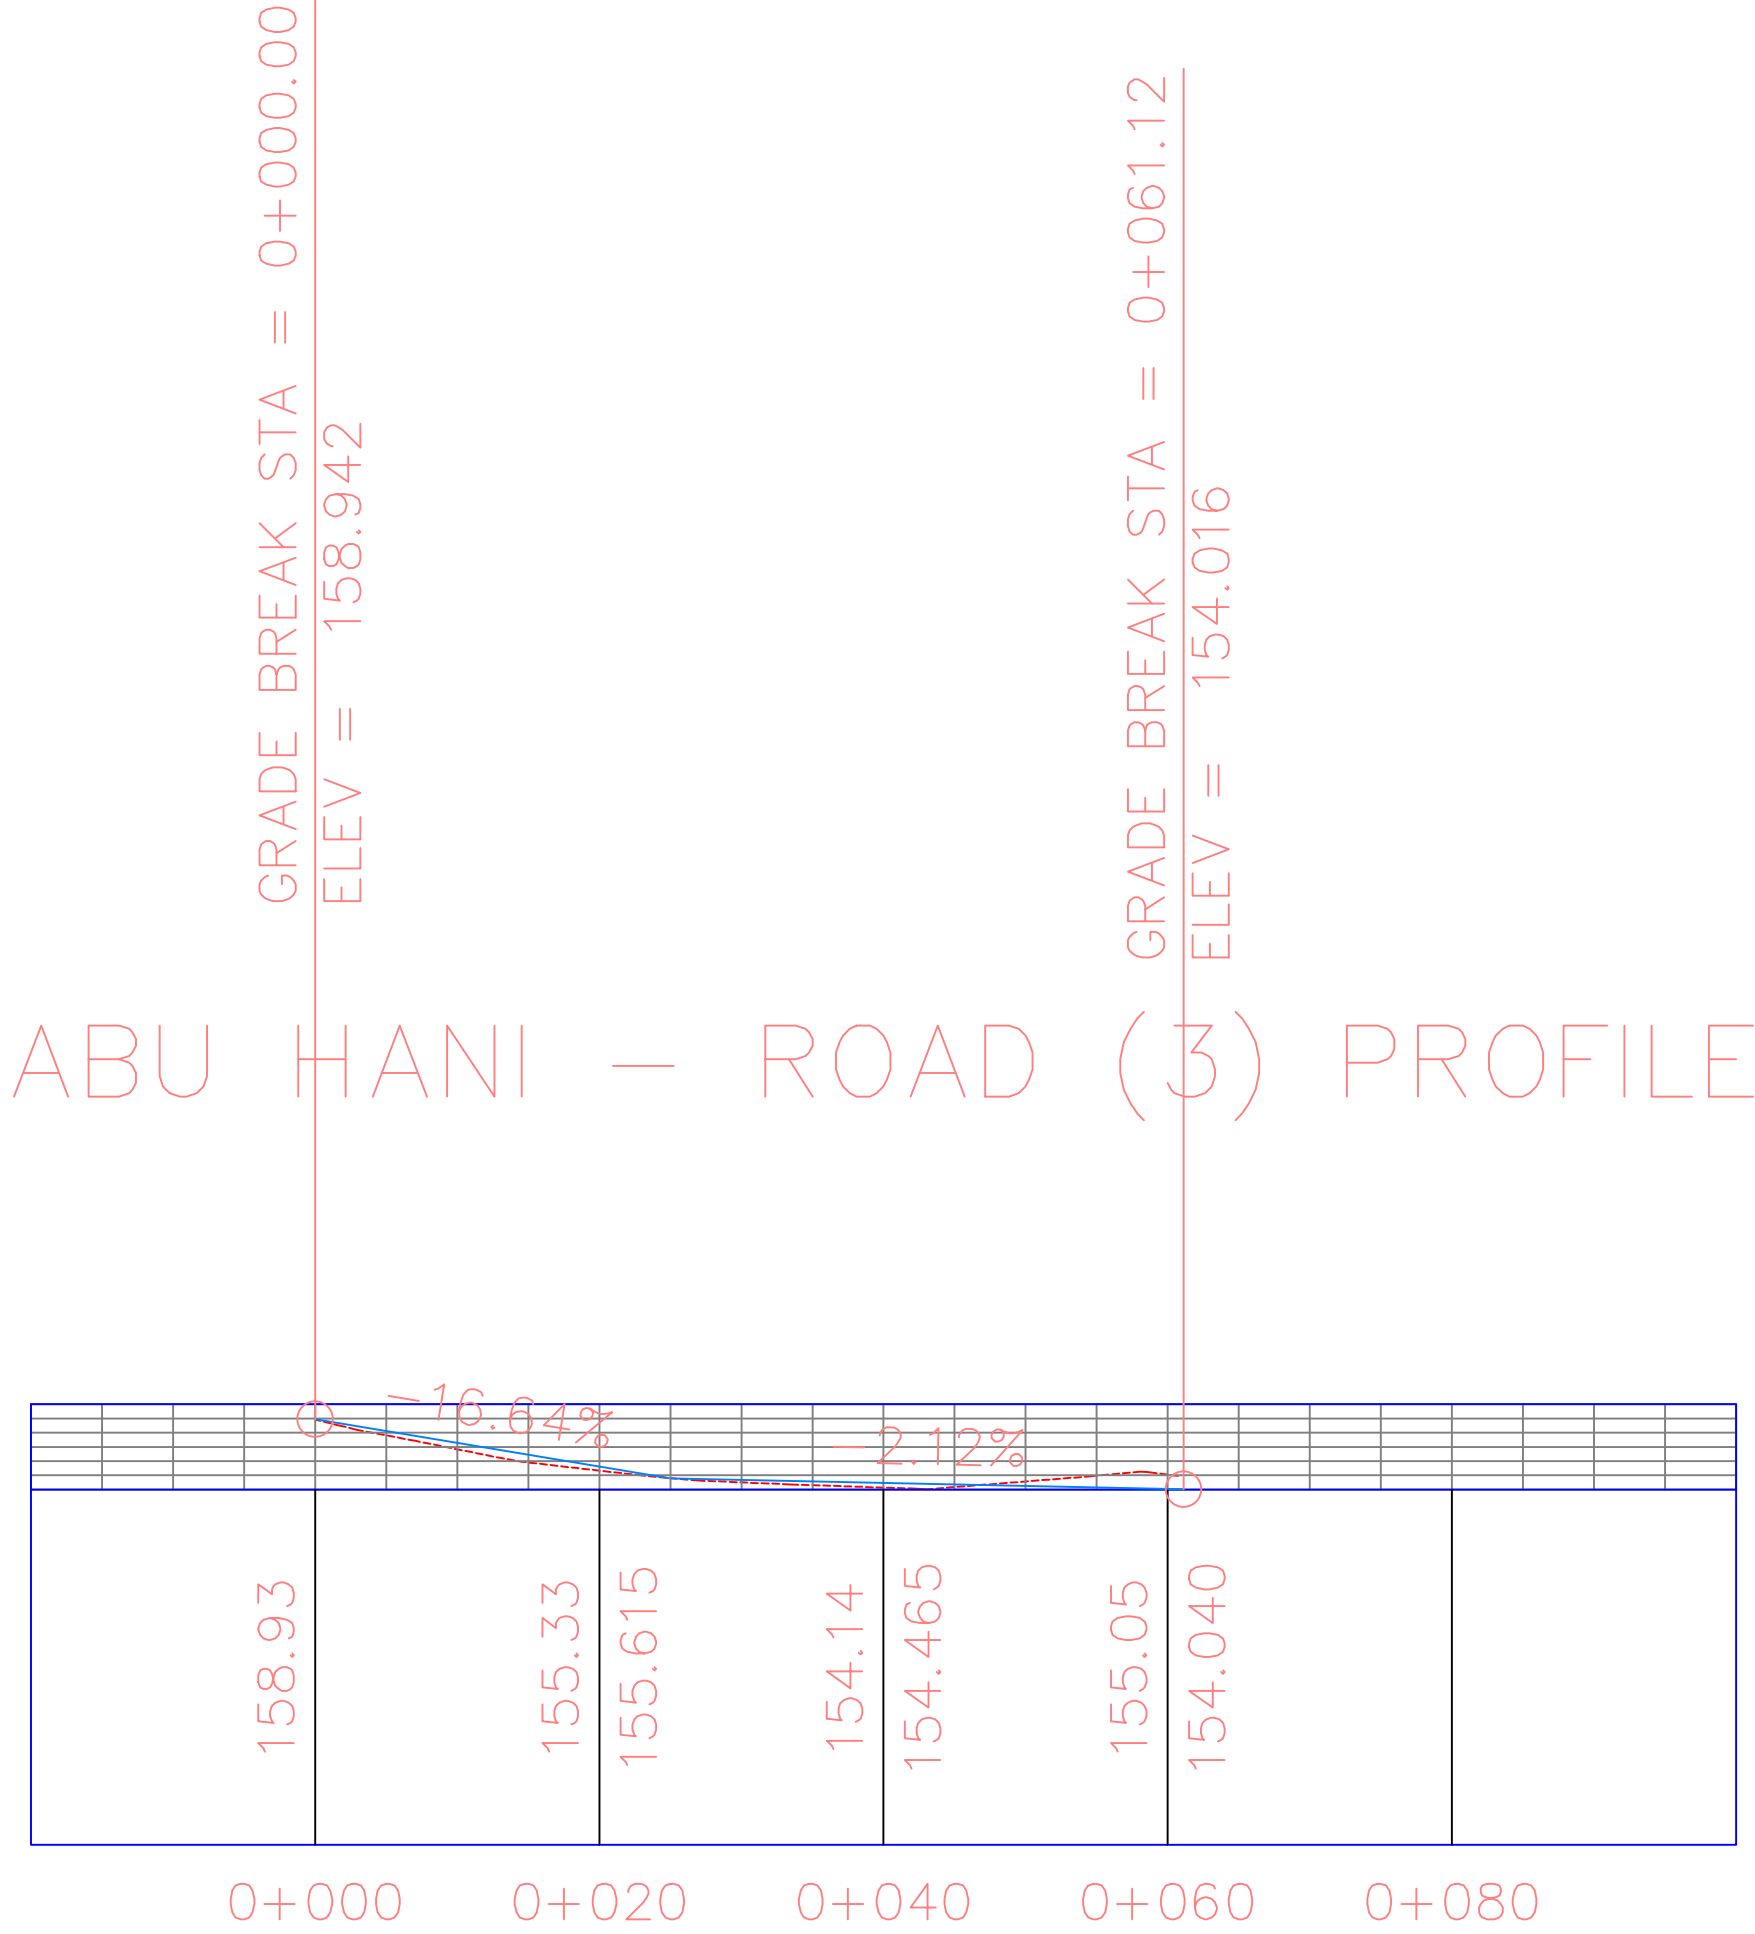 GRADE BREAK STA = 0+000.00
ELEV = 158.942
GRADE BREAK STA = 0+061.12
ELEV = 154.016
ABU HANI - ROAD (3) PROFILE
-16.64%
-2.12%
158.93
155.33
155.615
154.14
154.465
155.05
154.040
0+000
0+020
0+040
0+060
0+080